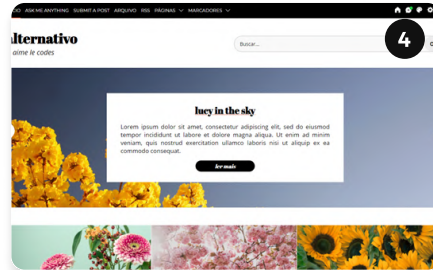 ASK ME ANYTHING SUBMIT A POST ARQUIVO RSS PÁGINAS MARCADORES
4
lternativo
aime le codes
Buscar...
lucy in the sky
Lorem ipsum dolor sit amet, consectetur adipiscing elit, sed do eiusmod
tempor incididunt ut labore et dolore magna aliqua. Ut enim ad minim
veniam, quis nostrud exercitation ullamco laboris nisi ut aliquip ex ea
commodo consequat.
ler mais